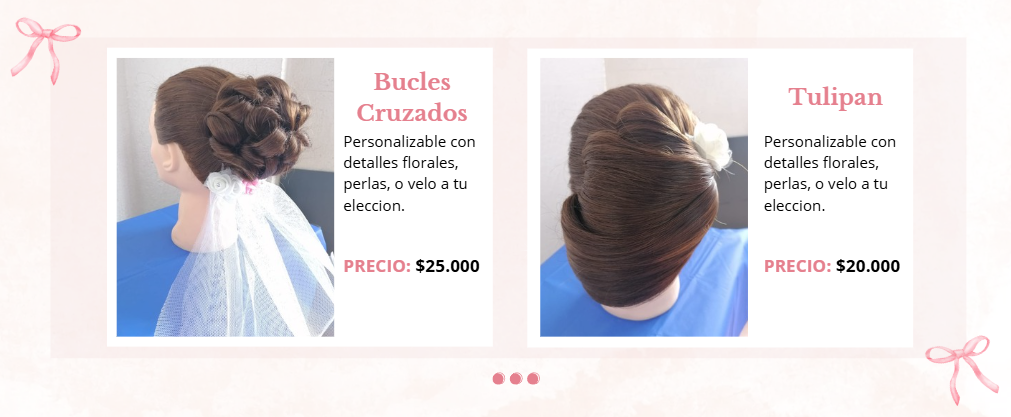 Bucles
Cruzados
Personalizable con
detalles florales,
perlas, o velo a tu
eleccion.
PRECIO: $25.000
Tulipan
Personalizable con
detalles florales,
perlas, o velo a tu
eleccion.
PRECIO: $20.000